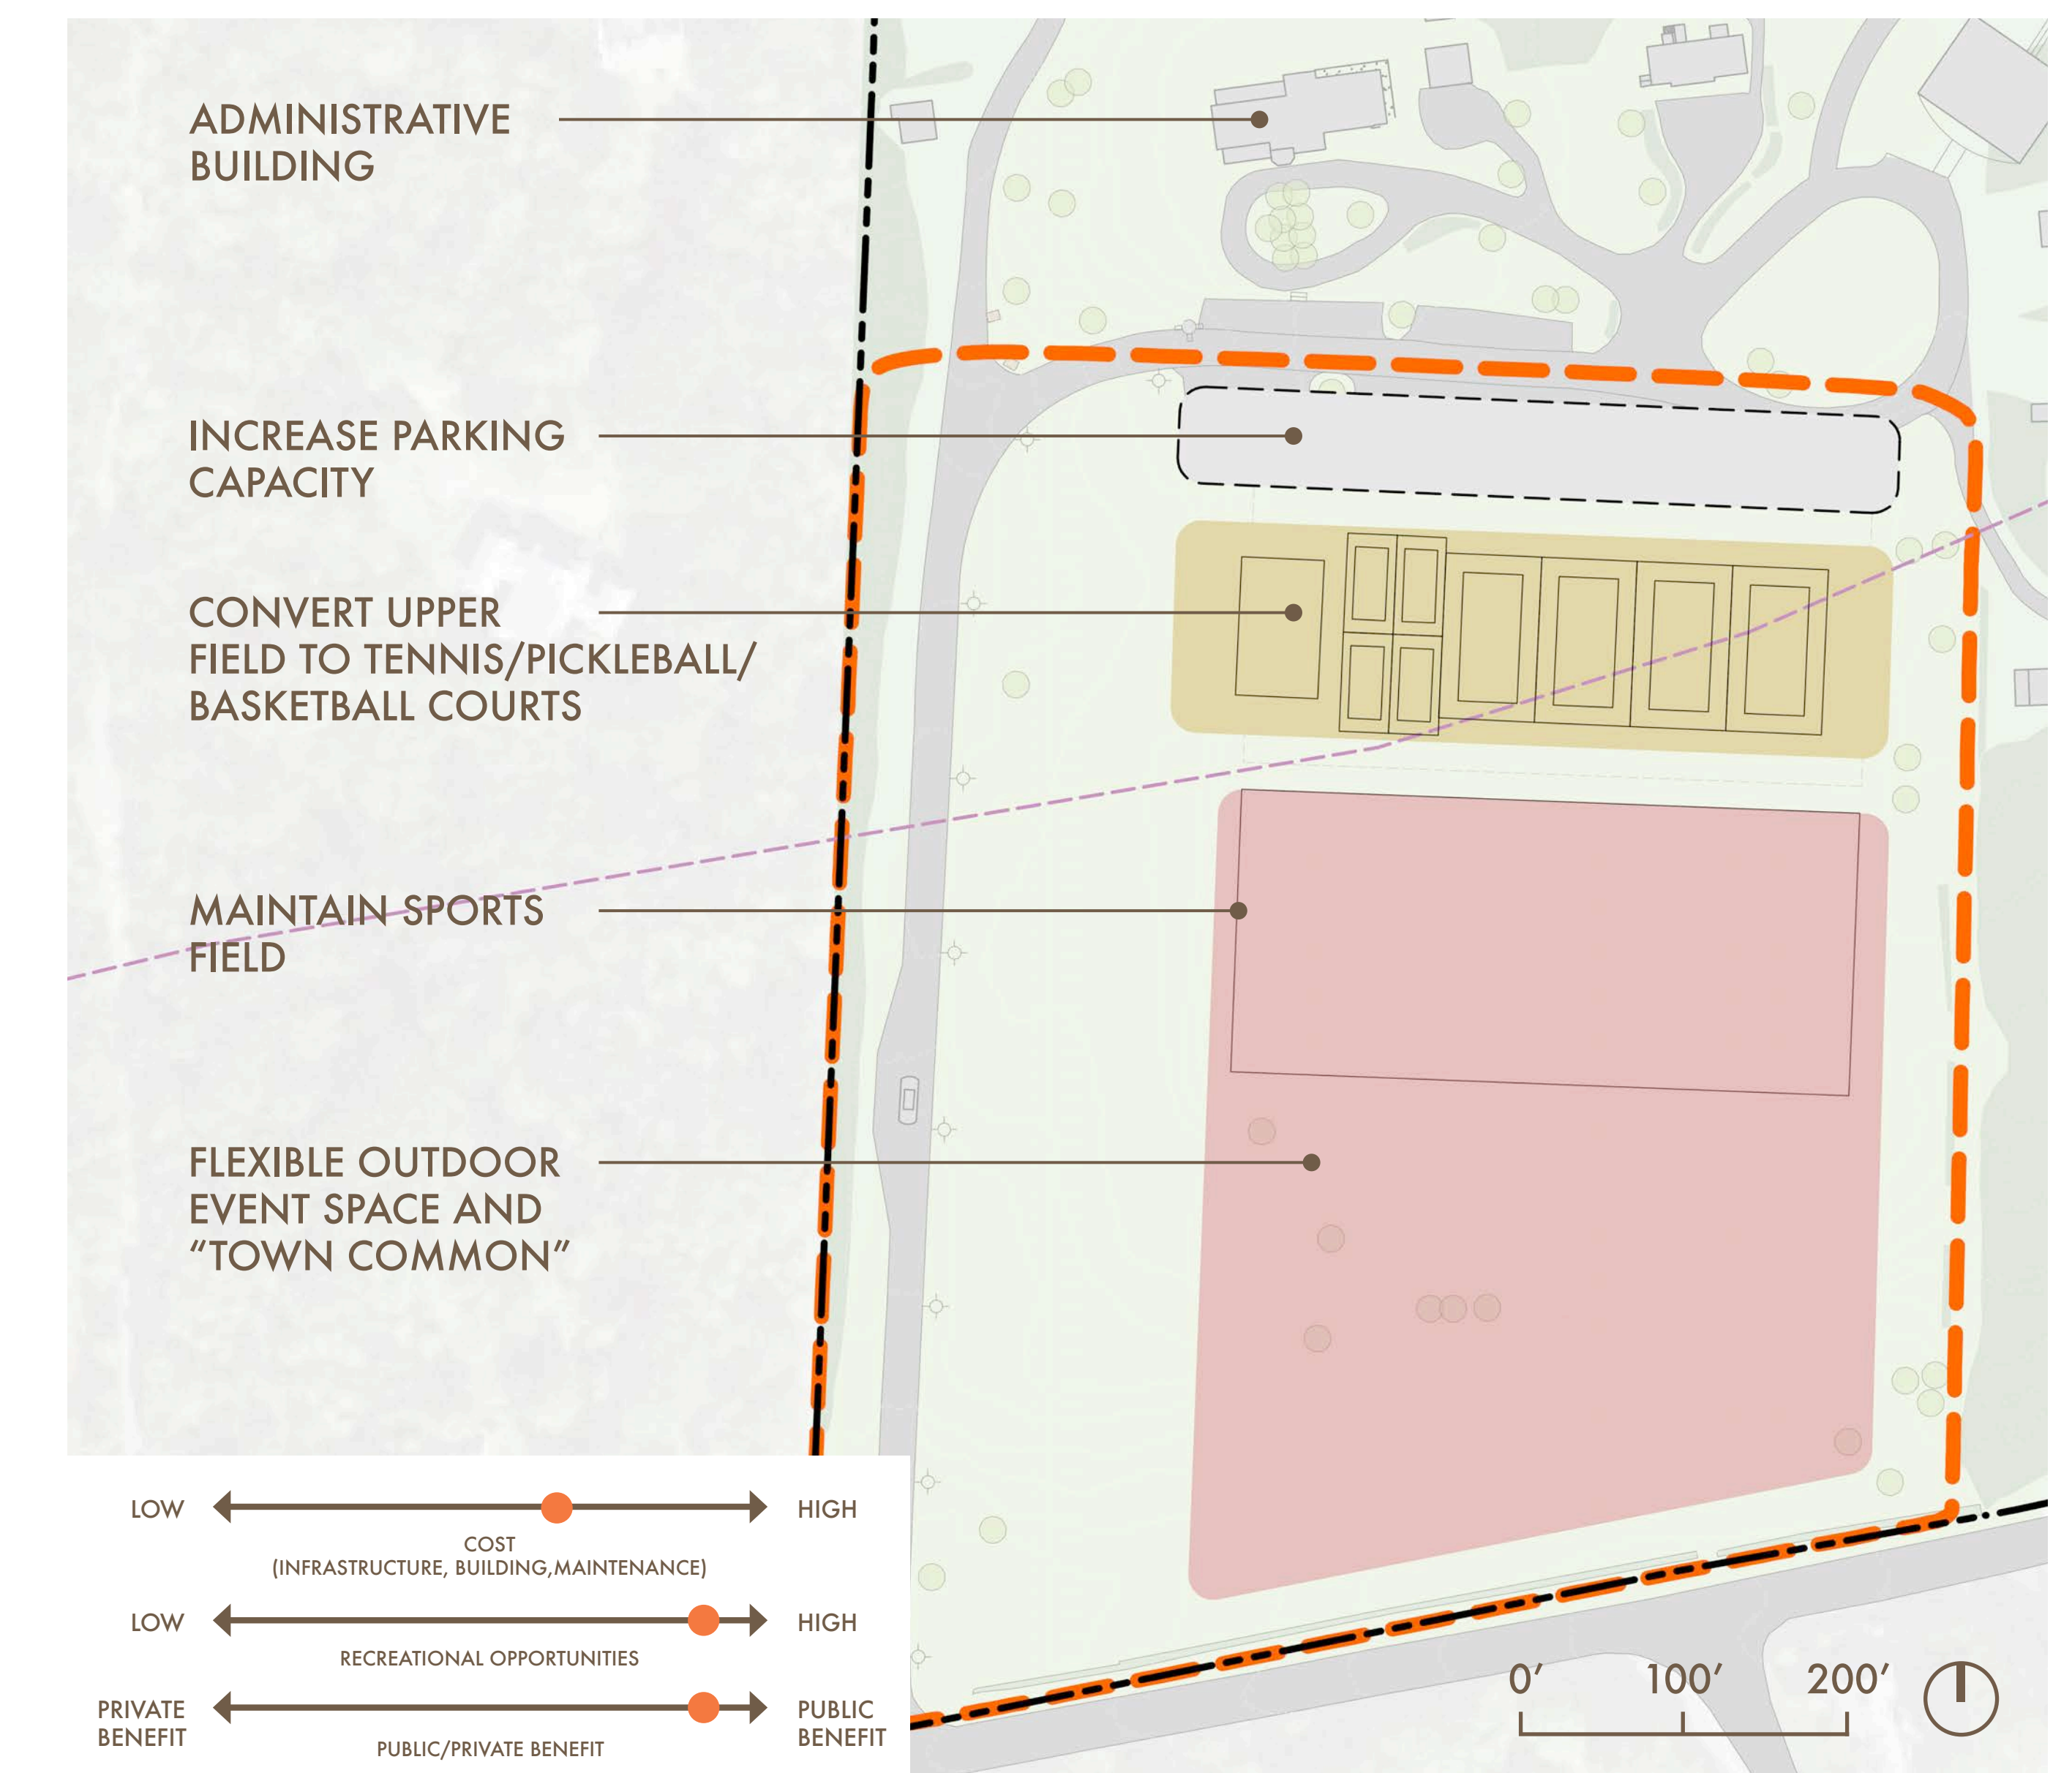 ADMINISTRATIVE
BUILDING
INCREASE PARKING
CAPACITY
CONVERT UPPER
FIELD TO TENNIS/PICKLEBALL/
BASKETBALL COURTS
MAINTAIN SPORTS
FIELD
FLEXIBLE OUTDOOR
EVENT SPACE AND
“TOWN COMMON”
LOW HIGH
COST
(INFRASTRUCTURE, BUILDING,MAINTENANCE)
LOW HIGH
RECREATIONAL OPPORTUNITIES
PRIVATE
BENEFIT
PUBLIC
BENEFIT
PUBLIC/PRIVATE BENEFIT
0’ 100’ 200’